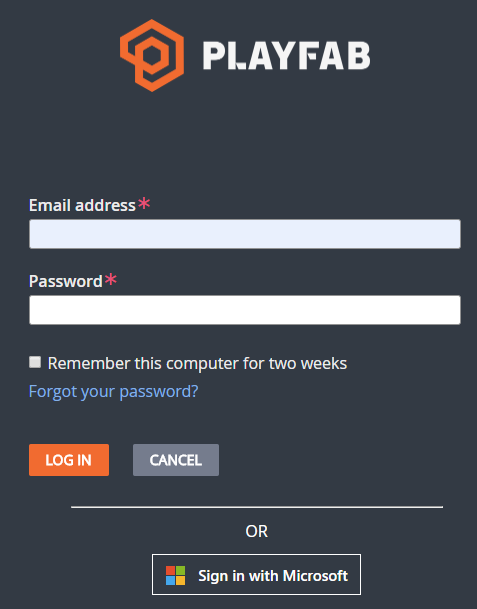 PLAYFAB
Email address*
Password*
Remember this computer for two weeks
Forgot your password?
LOG IN
CANCEL
OR
Sign in with Microsoft